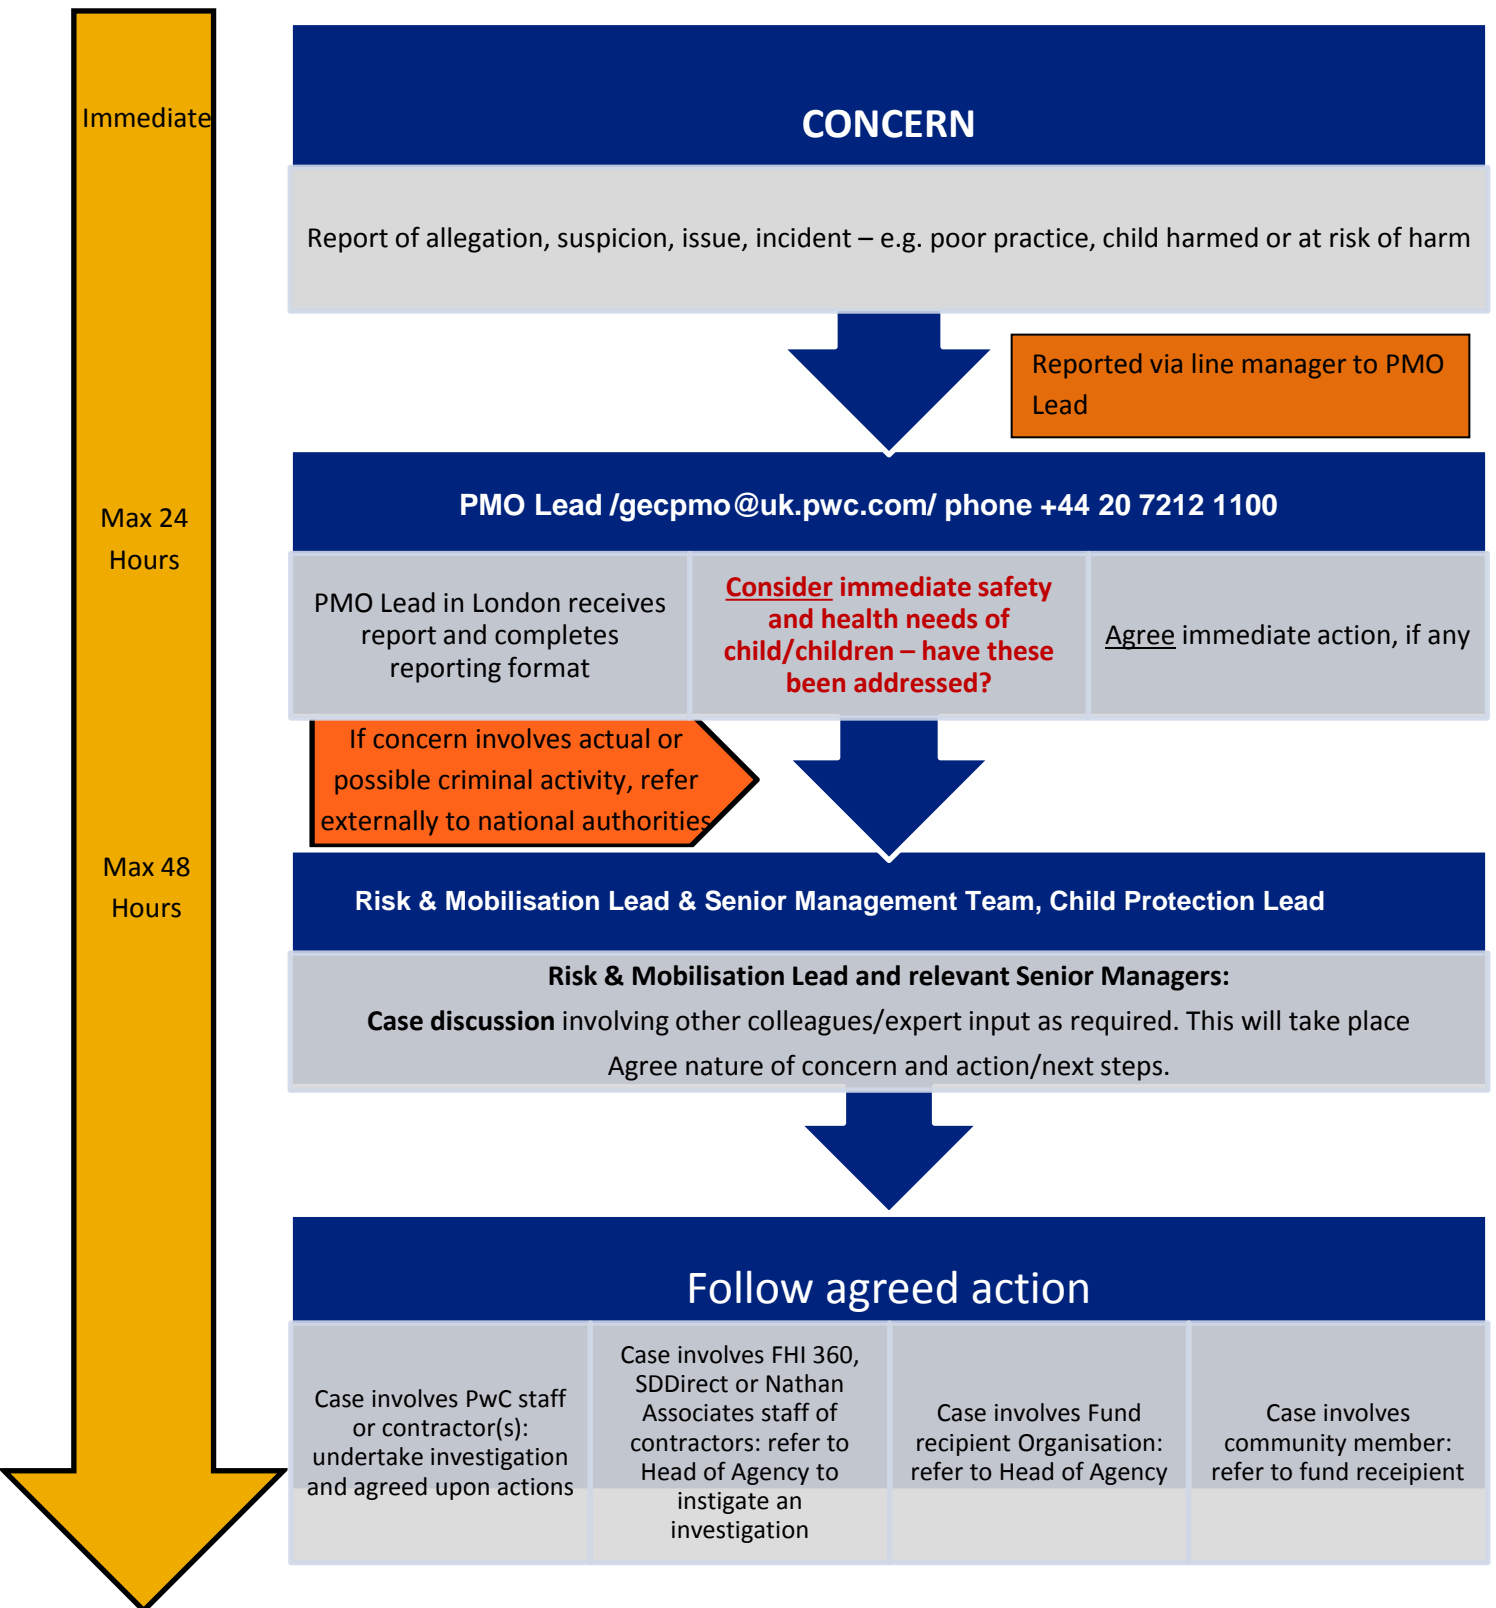 Immediate
CONCERN
Report of allegation, suspicion, issue, incident – e.g. poor practice, child harmed or at risk of harm
Reported via line manager to PMO
Lead
Max 24
Hours
PMO Lead /gecpmo@uk.pwc.com/ phone +44 20 7212 1100
PMO Lead in London receives
report and completes
reporting format
Consider immediate safety
and health needs of
child/children – have these
been addressed?
Agree immediate action, if any
If concern involves actual or
possible criminal activity, refer
externally to national authorities
Max 48
Hours
Risk & Mobilisation Lead & Senior Management Team, Child Protection Lead
Risk & Mobilisation Lead and relevant Senior Managers:
Case discussion involving other colleagues/expert input as required. This will take place
Agree nature of concern and action/next steps.
Follow agreed action
Case involves PwC staff
or contractor(s):
undertake investigation
and agreed upon actions
Case involves FHI 360,
SDDirect or Nathan
Associates staff of
contractors: refer to
Head of Agency to
instigate an
investigation
Case involves Fund
recipient Organisation:
refer to Head of Agency
Case involves
community member:
refer to fund receipient